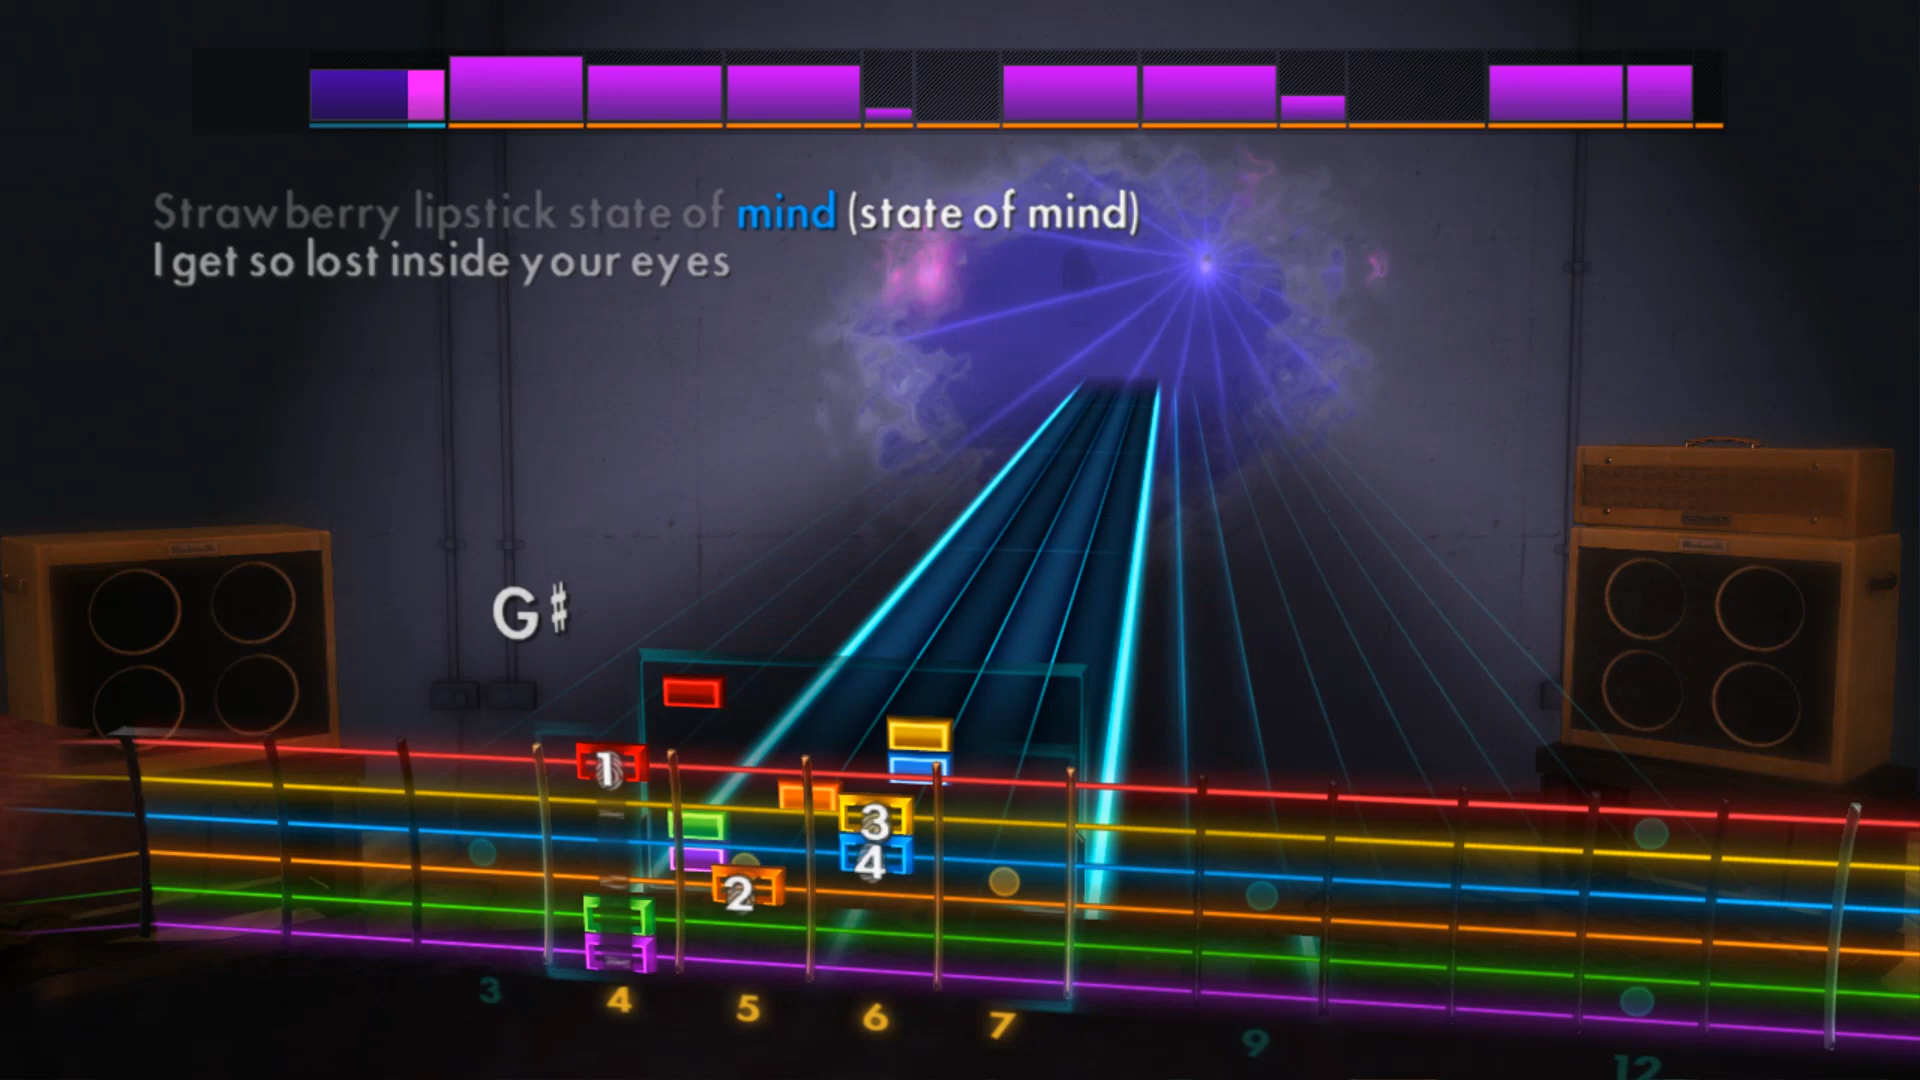 Strawberry lipstick state of mind (state of mind)
I get so lost inside your eyes
G#
1
3
4
2
3 4 5 6 7 9 12